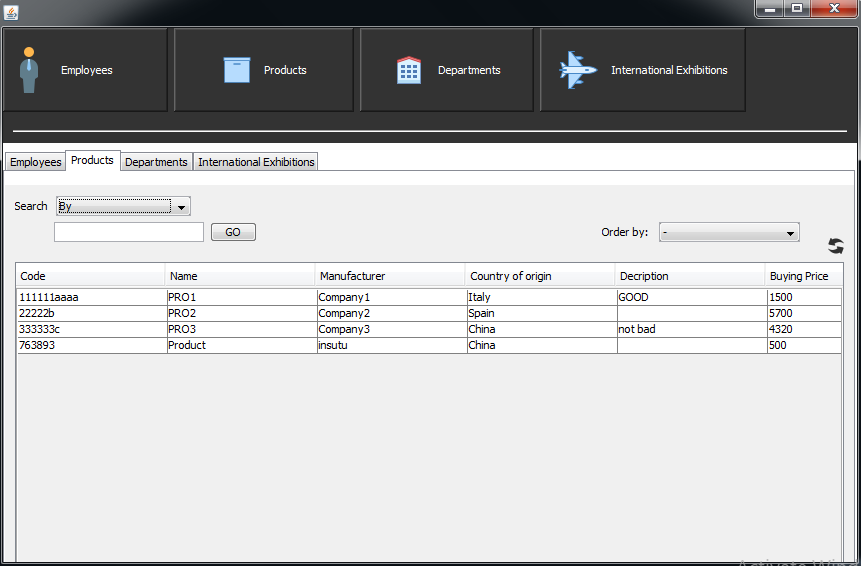 Employees Products Departments International Exhibitions
Employees Products Departments International Exhibitions
Search By
GO Order by: -
Code Name Manufacturer Country of origin Decription Buying Price
111111aaaa PRO1 Company1 Italy GOOD 1500
22222b PRO2 Company2 Spain 5700
333333c PRO3 Company3 China not bad 4320
763893 Product insutu China 500